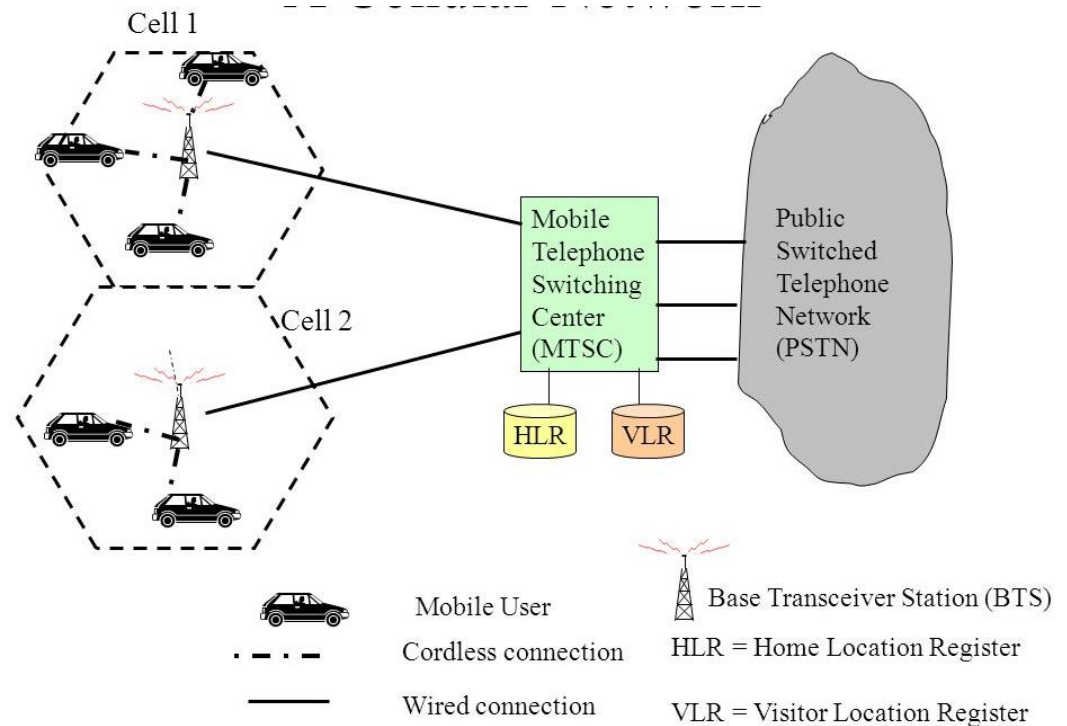 Cell 1
Mobile
Telephone
Switching
Center
(MTSC)
Public
Switched
Telephone
Network
(PSTN)
Cell 2
HLR
VLR
Mobile User
Base Transceiver Station (BTS)
Cordless connection
HLR = Home Location Register
Wired connection
VLR = Visitor Location Register